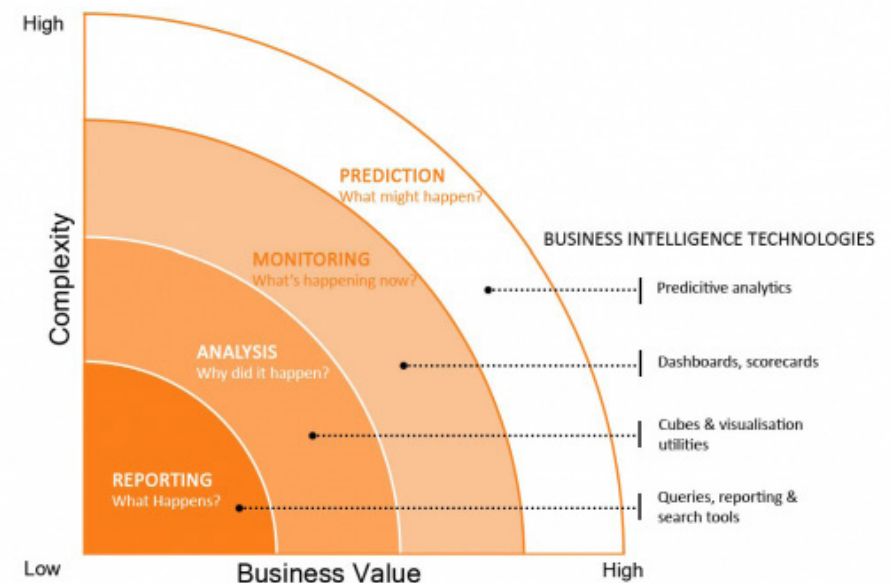 High
PREDICTION
What might happen?
BUSINESS INTELLIGENCE TECHNOLOGIES
MONITORING
What's happening now?
Predicitive analytics
Complexity
ANALYSIS
Why did it happen?
Dashboards, scorecards
Cubes & visualisation
utilities
REPORTING
What Happens?
Queries, reporting &
search tools
Low
Business Value
High